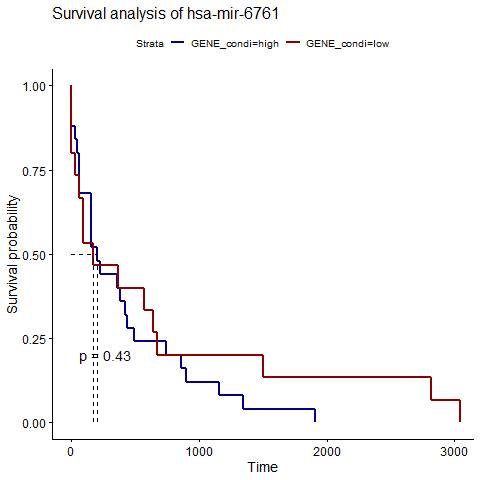 Survival analysis of hsa-mir-6761
Strata GENE_condi=high GENE_condi=low
Survival probability
1.00
0.75
0.50
0.25
0.00
p = 0.43
0 1000 2000 3000
Time